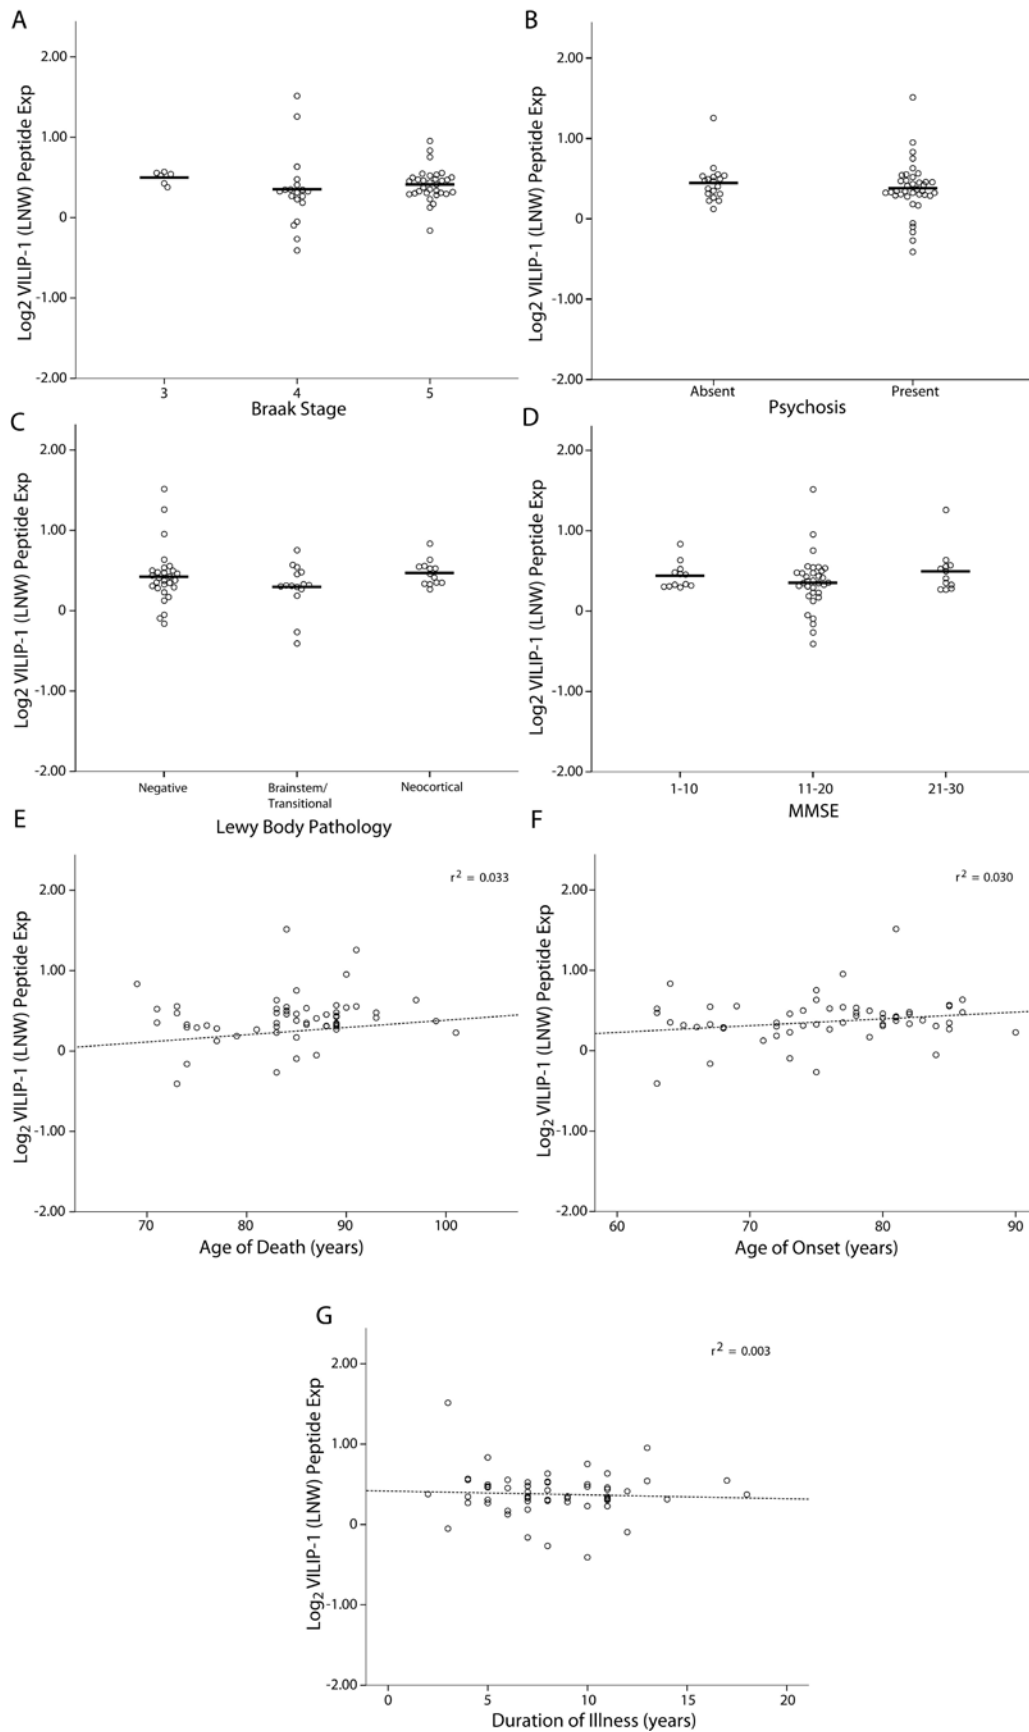 A
Log2 VILIP-1 (LNW) Peptide Exp
2.00
1.00
0
-1.00
-2.00
3
4
5
Braak Stage
B
Log2 VILIP-1 (LNW) Peptide Exp
2.00
1.00
0
-1.00
-2.00
Absent
Present
Psychosis
C
Log2 VILIP-1 (LNW) Peptide Exp
2.00
1.00
0
-1.00
-2.00
Negative
Brainstem/
Transitional
Neocortical
Lewy Body Pathology
D
Log2 VILIP-1 (LNW) Peptide Exp
2.00
1.00
0
-1.00
-2.00
1-10
11-20
21-30
MMSE
E
r² = 0.033
Log₂ VILIP-1 (LNW) Peptide Exp
2.00
1.00
0
-1.00
-2.00
70
80
90
100
Age of Death (years)
F
r² = 0.030
Log₂ VILIP-1 (LNW) Peptide Exp
2.00
1.00
0
-1.00
-2.00
60
70
80
90
Age of Onset (years)
G
r² = 0.003
Log₂ VILIP-1 (LNW) Peptide Exp
2.00
1.00
0
-1.00
-2.00
0
5
10
15
20
Duration of Illness (years)